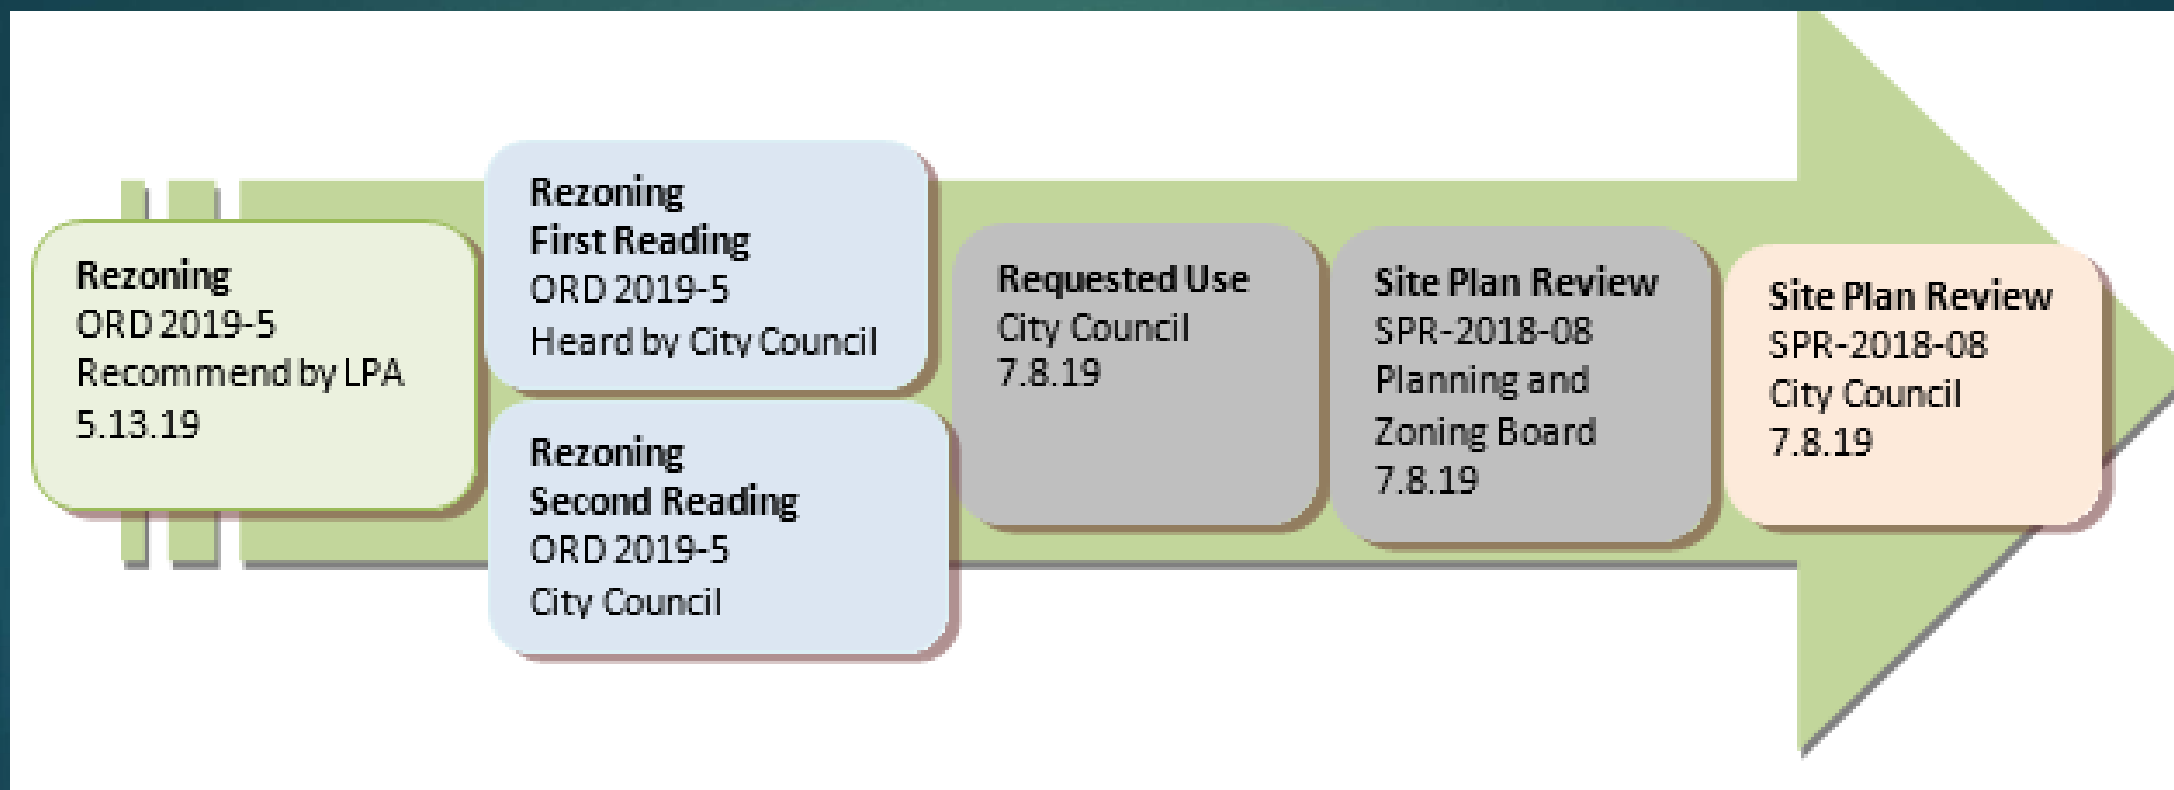 Rezoning
ORD 2019-5
Recommend by LPA
5.13.19
Rezoning
First Reading
ORD 2019-5
Heard by City Council
Rezoning
Second Reading
ORD 2019-5
City Council
Requested Use
City Council
7.8.19
Site Plan Review
SPR-2018-08
Planning and
Zoning Board
7.8.19
Site Plan Review
SPR-2018-08
City Council
7.8.19